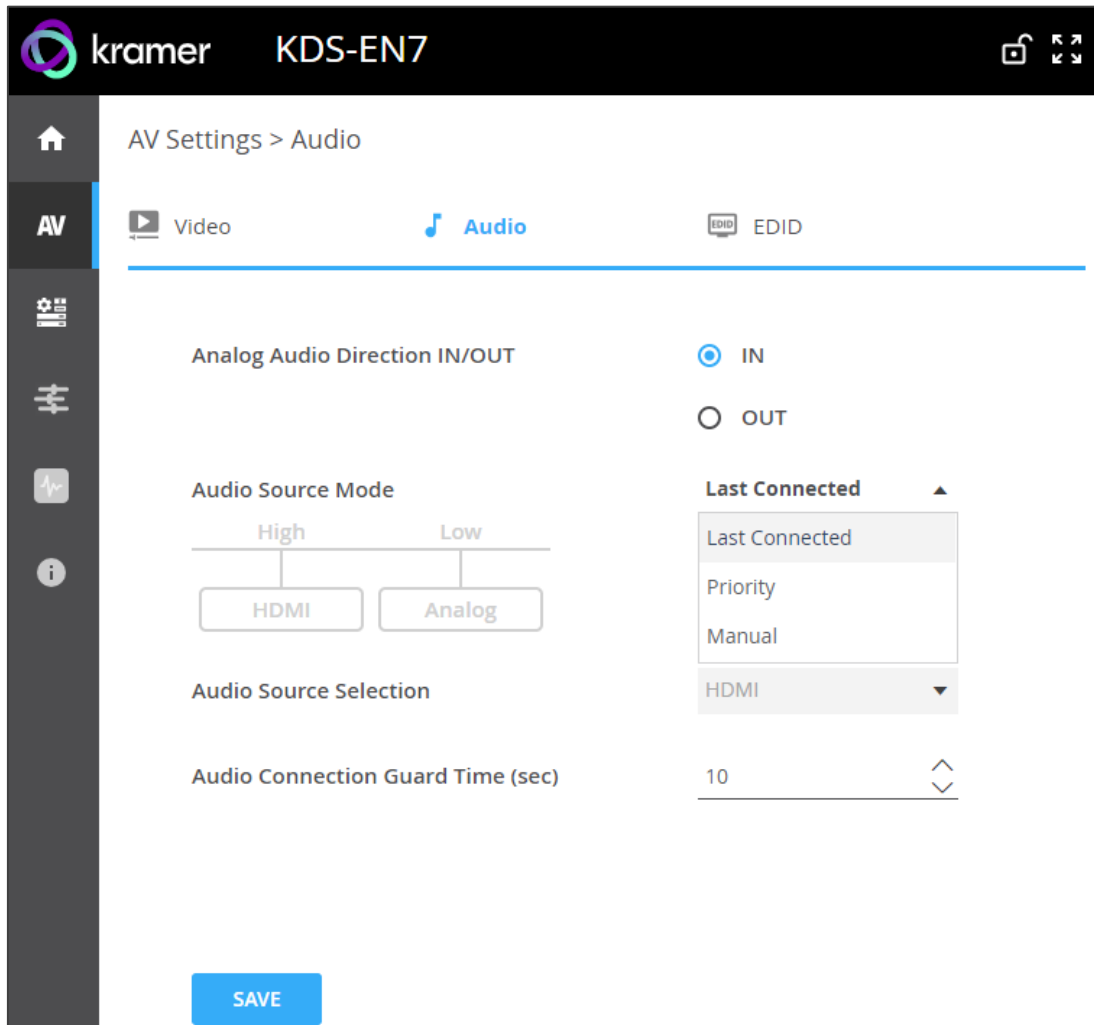 kramer KDS-EN7
AV Settings > Audio
AV
Video Audio EDID EDID
Analog Audio Direction IN/OUT IN
OUT
Audio Source Mode Last Connected
High Low
Last Connected
HDMI Analog
Priority
Manual
Audio Source Selection HDMI
Audio Connection Guard Time (sec) 10
SAVE